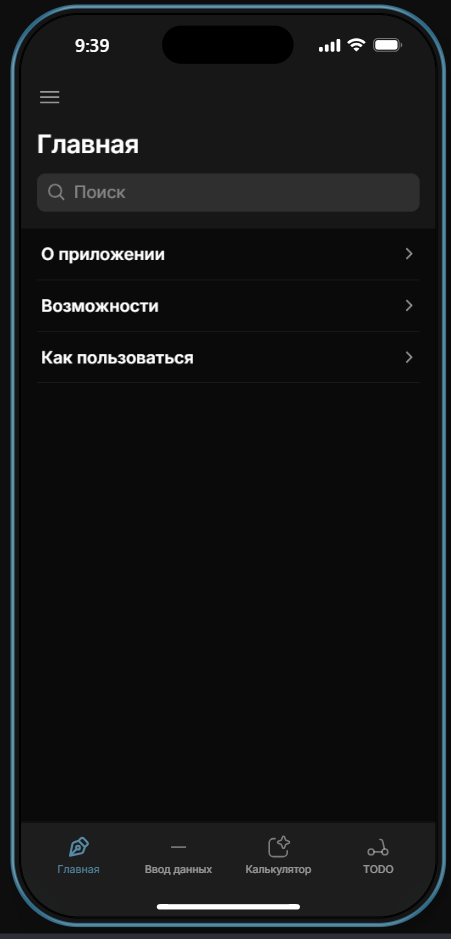 9:39
Главная
Поиск
О приложении
Возможности
Как пользоваться
Главная
Ввод данных
Калькулятор
TODO